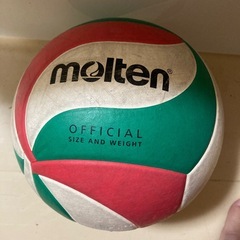 molten
OFFICIAL
SIZE AND WEIGHT